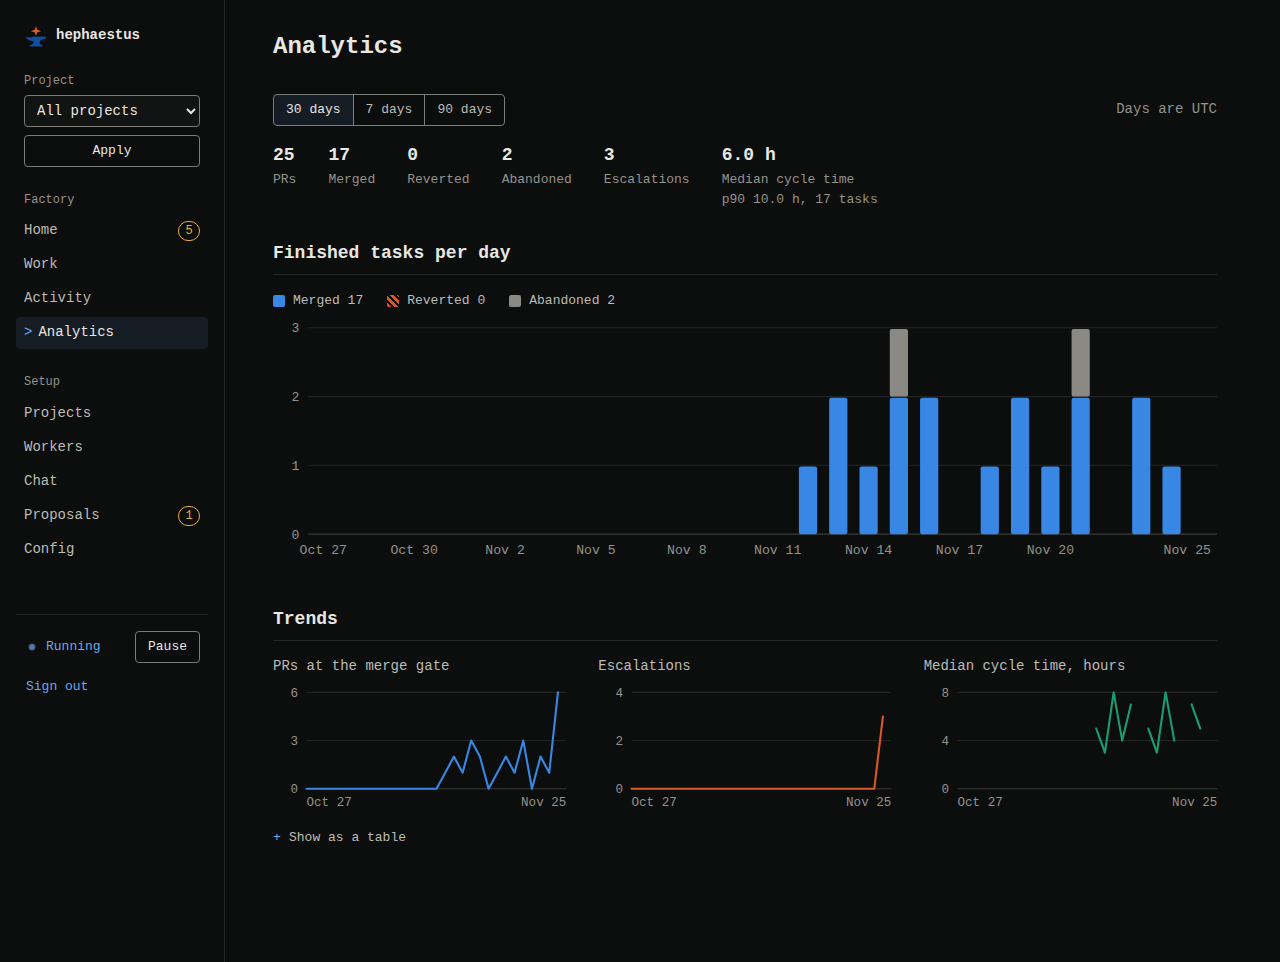 hephaestus
Project
All projects
Apply
Factory
Home 5
Work
Activity
> Analytics
Setup
Projects
Workers
Chat
Proposals 1
Config
Running Pause
Sign out
Analytics
30 days 7 days 90 days Days are UTC
25 17 0 2 3 6.0 h
PRs Merged Reverted Abandoned Escalations Median cycle time
p90 10.0 h, 17 tasks
Finished tasks per day
Merged 17 Reverted 0 Abandoned 2
3
2
1
0
Oct 27 Oct 30 Nov 2 Nov 5 Nov 8 Nov 11 Nov 14 Nov 17 Nov 20 Nov 25
Trends
PRs at the merge gate
6
3
0
Oct 27 Nov 25
Escalations
4
2
0
Oct 27 Nov 25
Median cycle time, hours
8
4
0
Oct 27 Nov 25
+ Show as a table